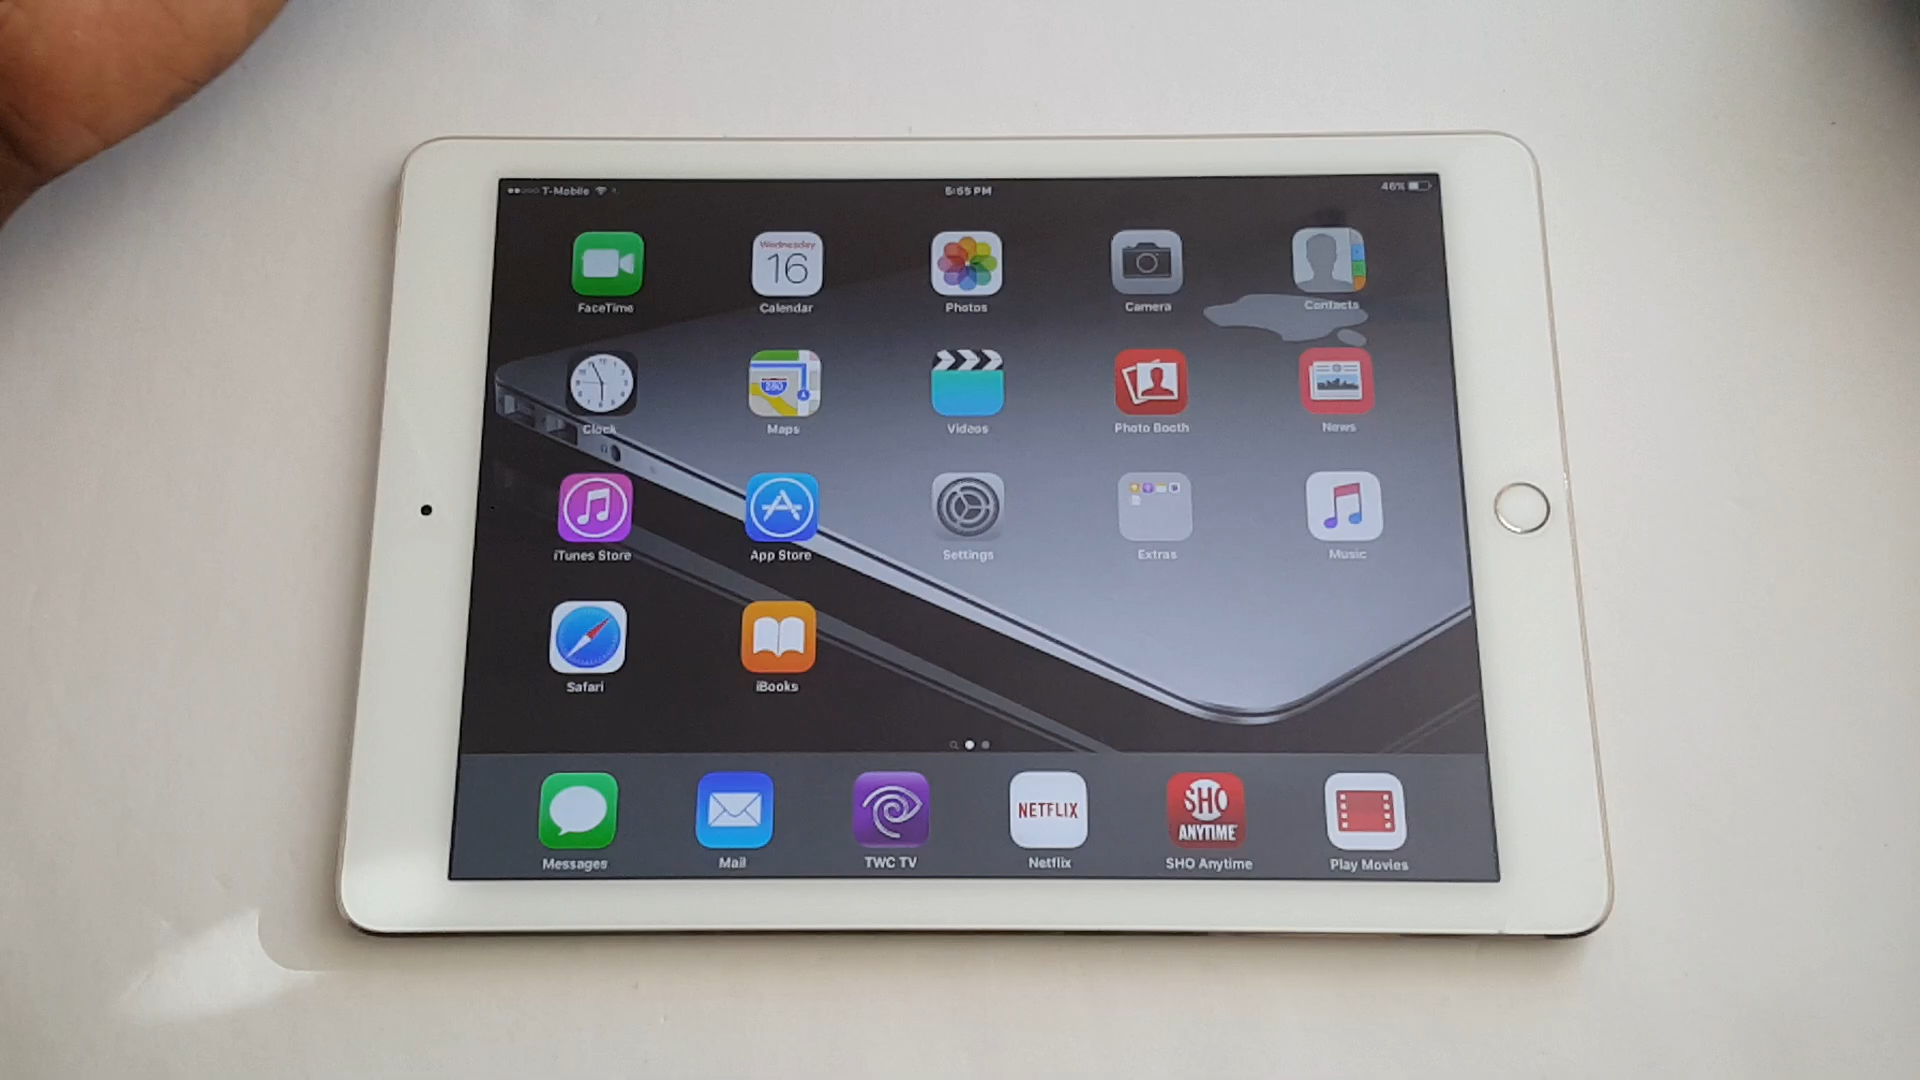 T-Mobile 5:55 PM 46%
Wednesday
16
FaceTime Calendar Photos Camera Contacts
280
Clock Maps Videos Photo Booth News
iTunes Store App Store Settings Extras Music
Safari iBooks
NETFLIX SHO
ANYTIME
Messages Mail TWC TV Netflix SHO Anytime Play Movies